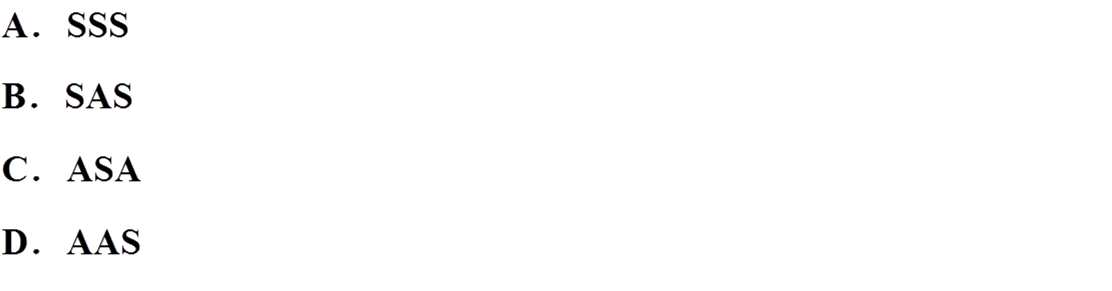 A. SSS
B. SAS
C. ASA
D. AAS